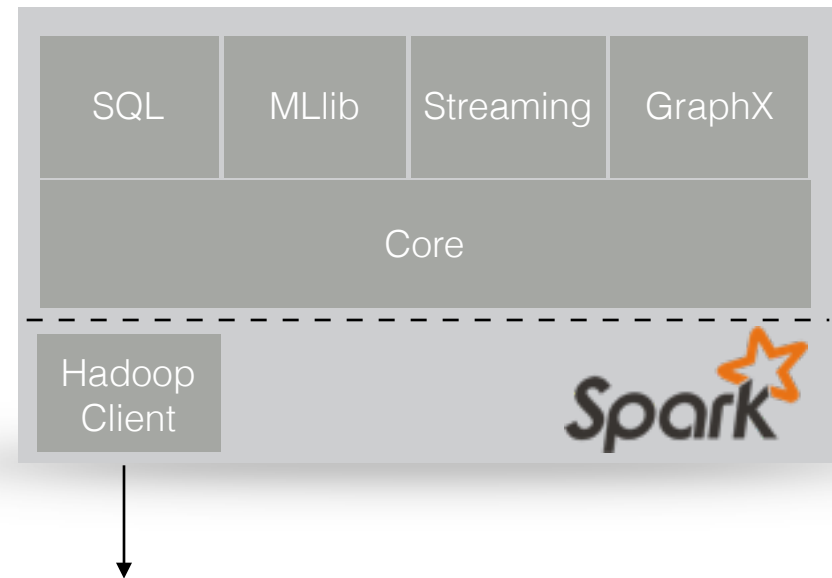 SQL MLlib Streaming GraphX
Core
Hadoop
Client
Spark